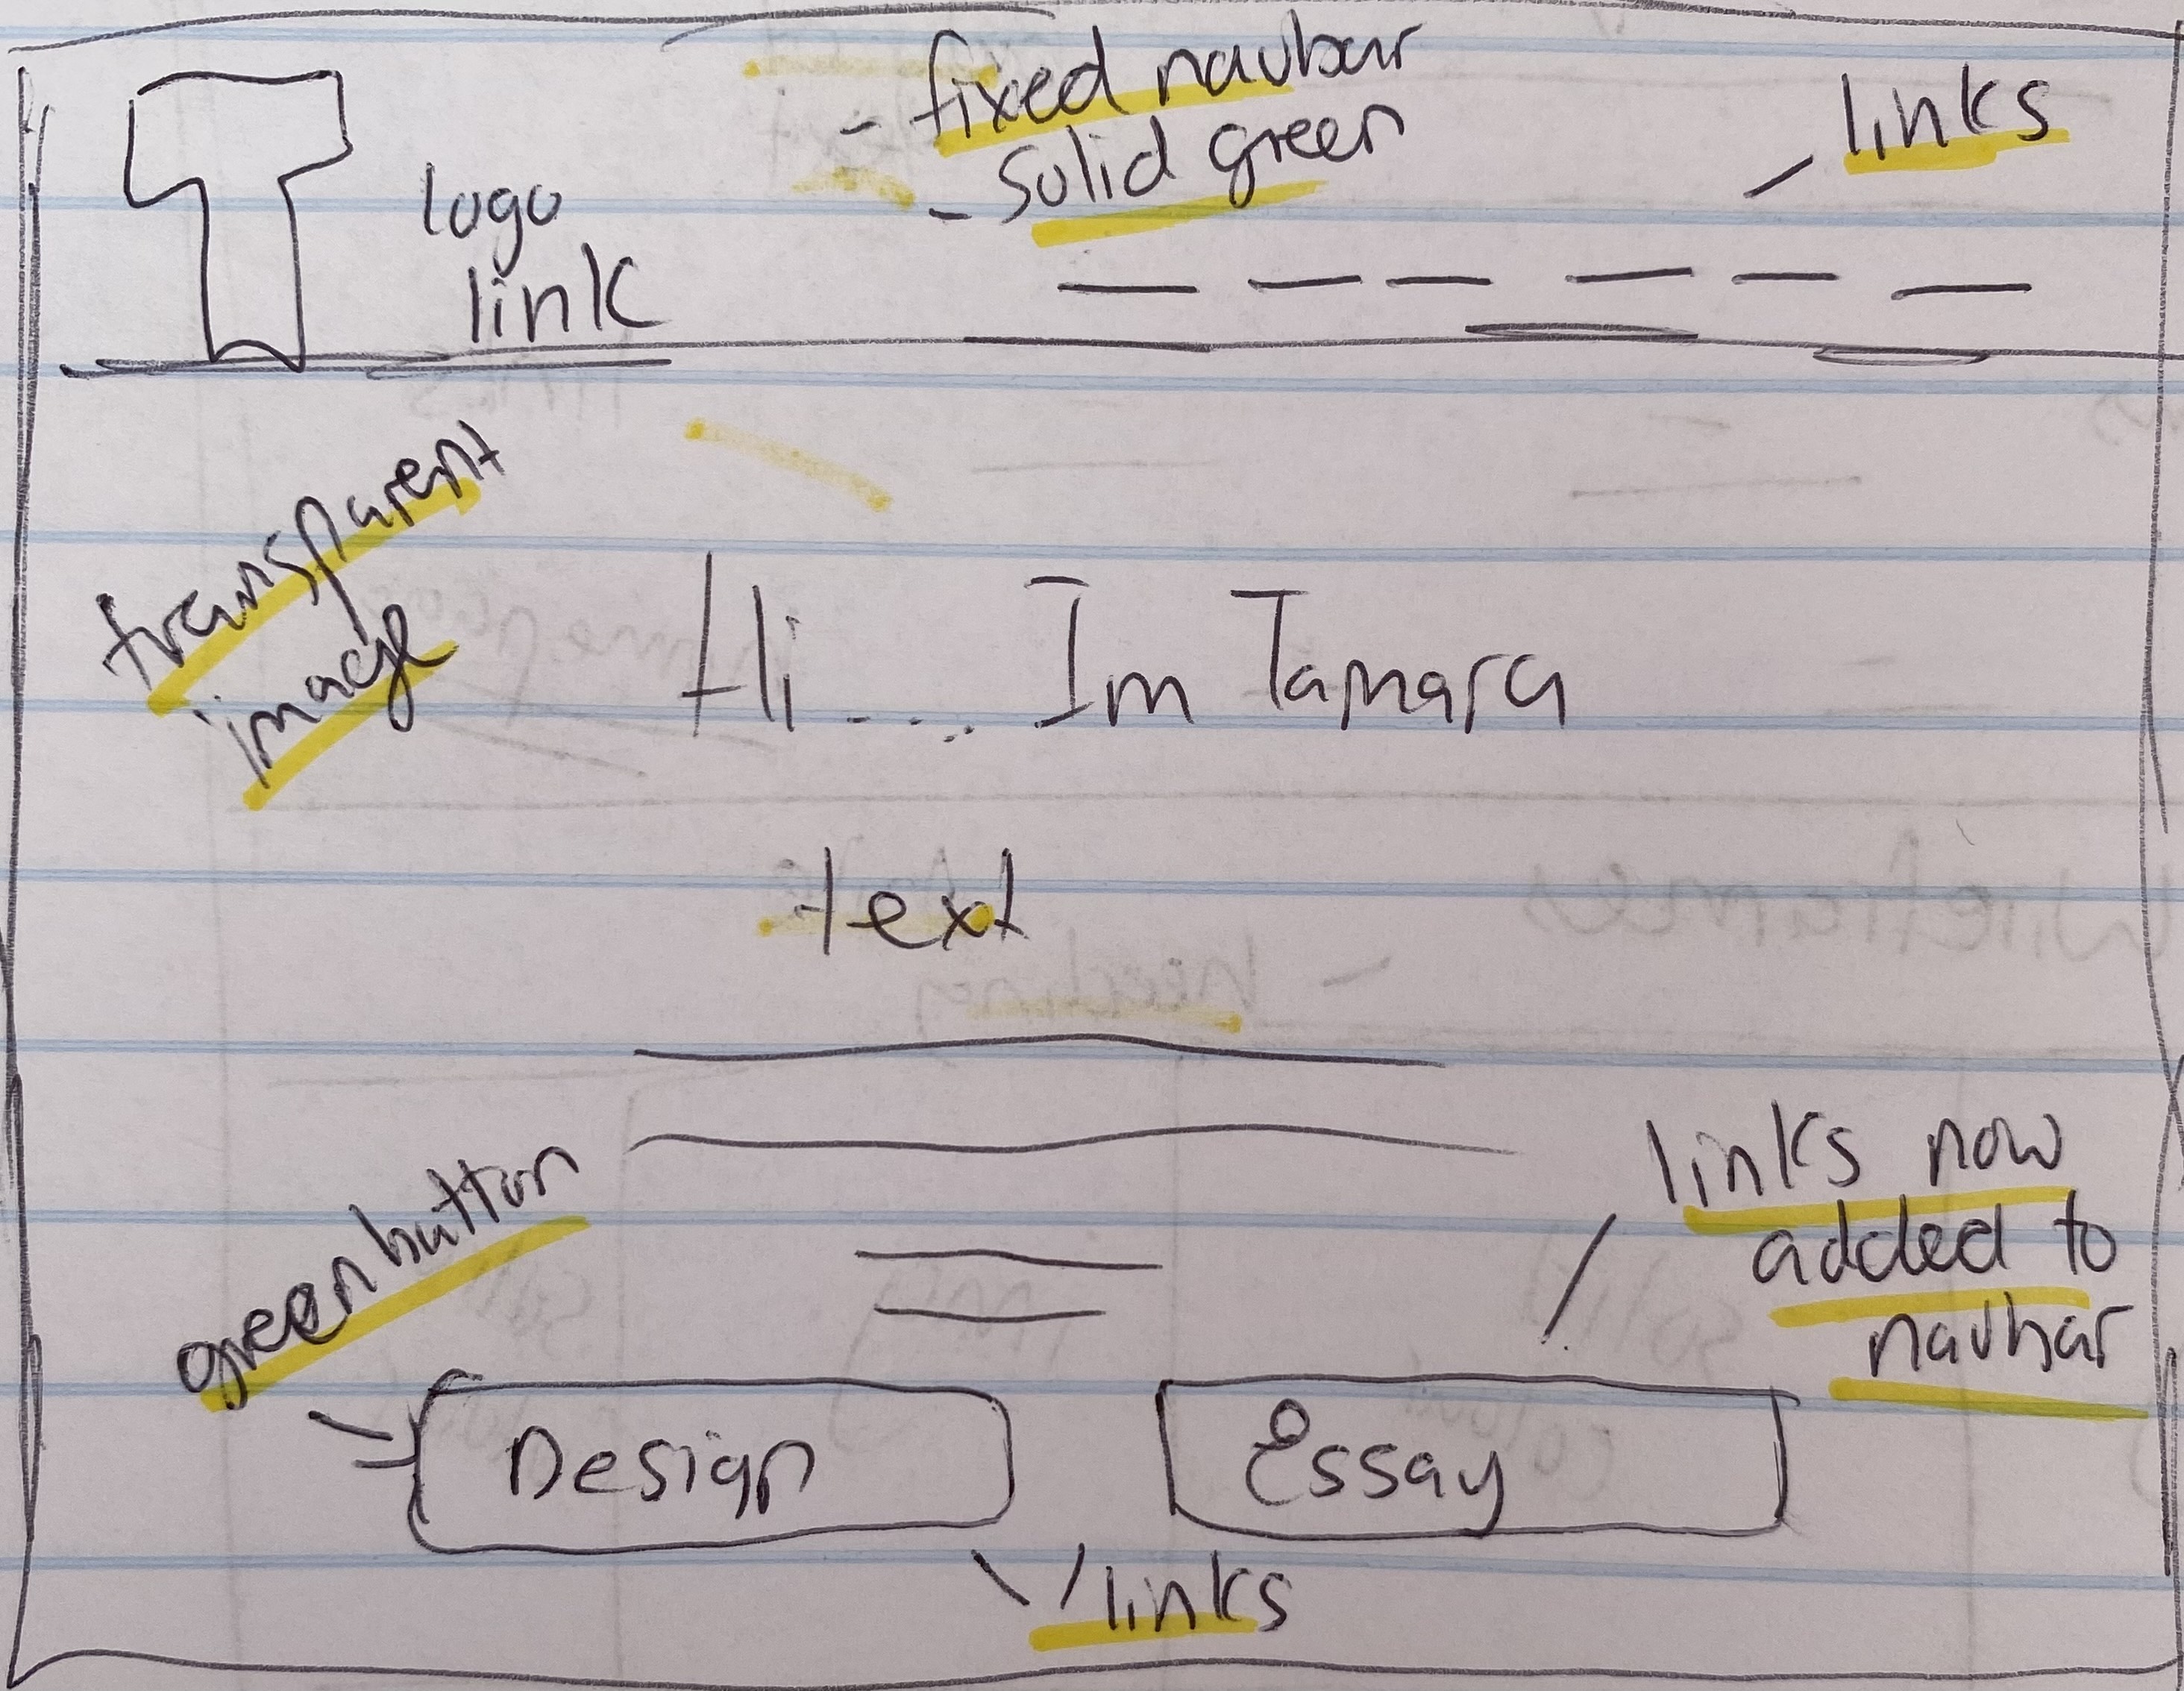 - fixed navbar
- solid green
links
logo
link
transparent
image
Hi.... Im Tamara
text
green button
links now
added to
navbar
Design
Essay
links